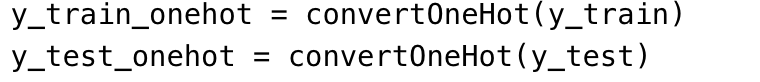 y_train_onehot = convertOneHot(y_train)
y_test_onehot = convertOneHot(y_test)